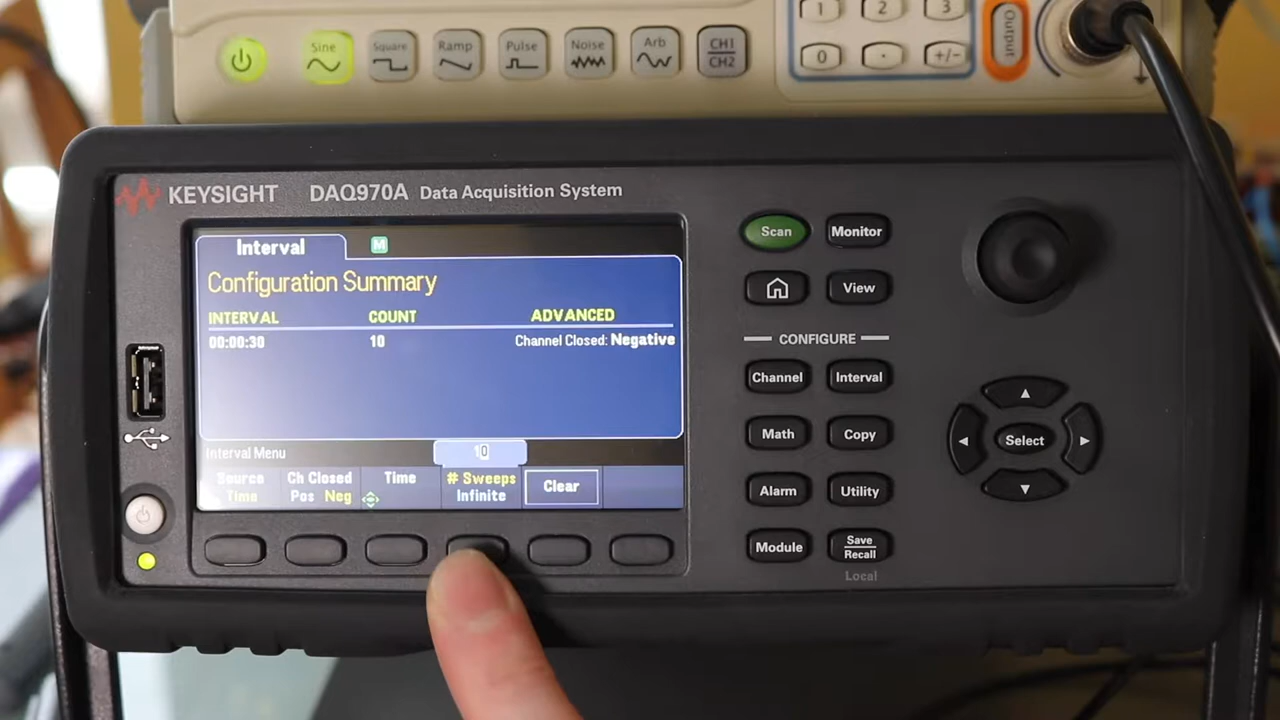 Sine Square Ramp Pulse Noise Arb CH1
CH2
1 2 3
0 . +/-
Output
KEYSIGHT DAQ970A Data Acquisition System
Interval M
Configuration Summary
INTERVAL COUNT ADVANCED
00:00:30 10 Channel Closed: Negative
Interval Menu 10
Source Ch Closed Time # Sweeps Clear
Time Pos Neg Infinite
Scan Monitor
View
CONFIGURE
Channel Interval
Math Copy
Select
Alarm Utility
Module Save
Recall
Local